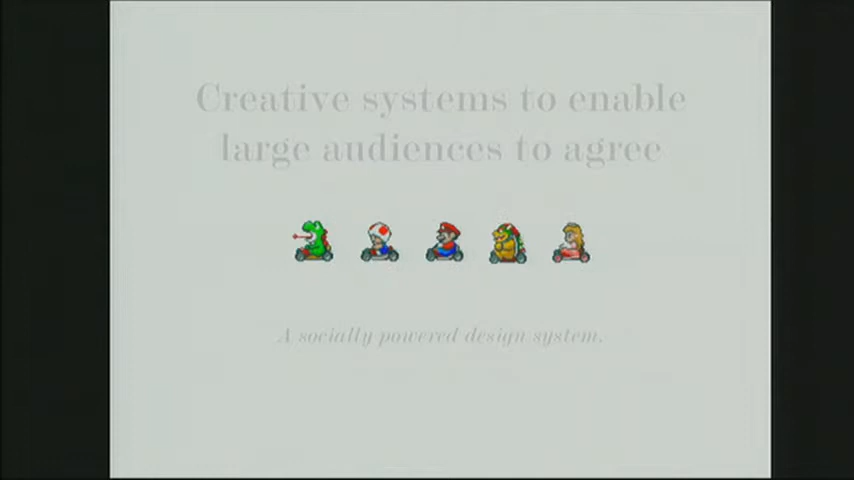 Creative systems to enable
large audiences to agree
A socially powered design system.